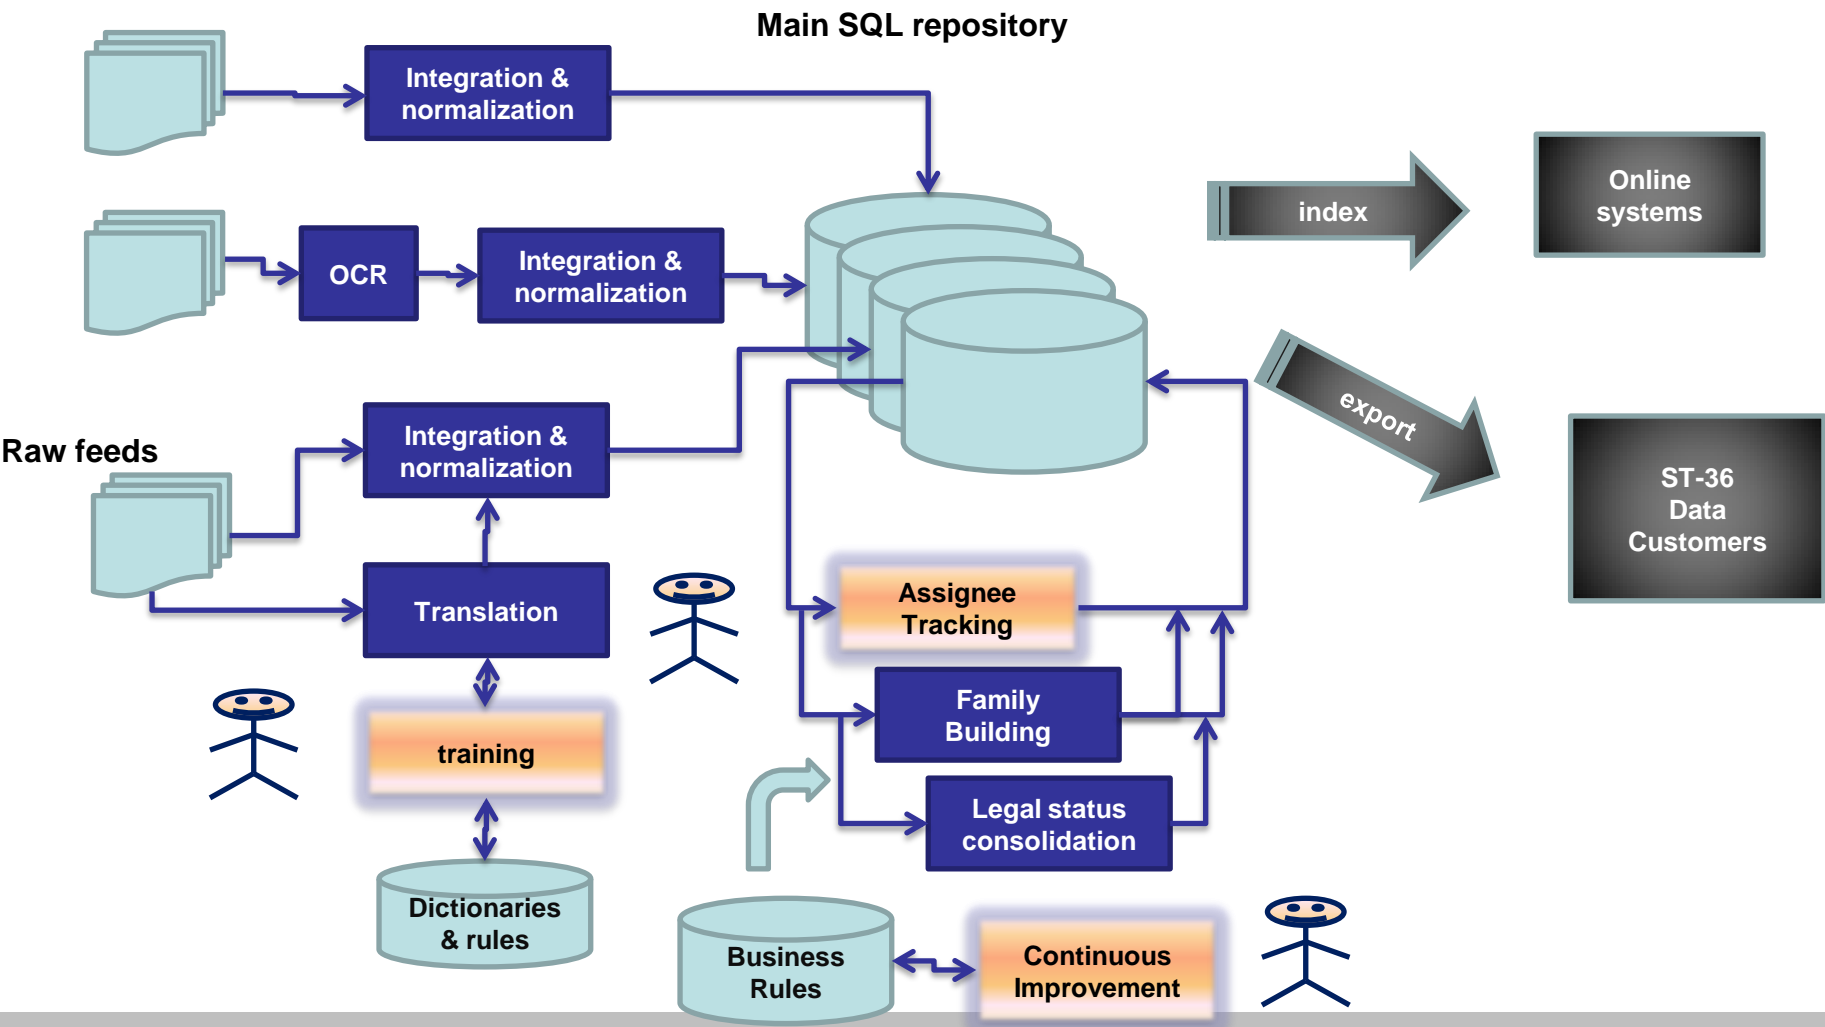 Main SQL repository
Integration &
normalization
Online
systems
index
OCR
Integration &
normalization
export
Raw feeds
Integration &
normalization
ST-36
Data
Customers
Translation
Assignee
Tracking
Family
Building
training
Legal status
consolidation
Dictionaries
& rules
Business
Rules
Continuous
Improvement